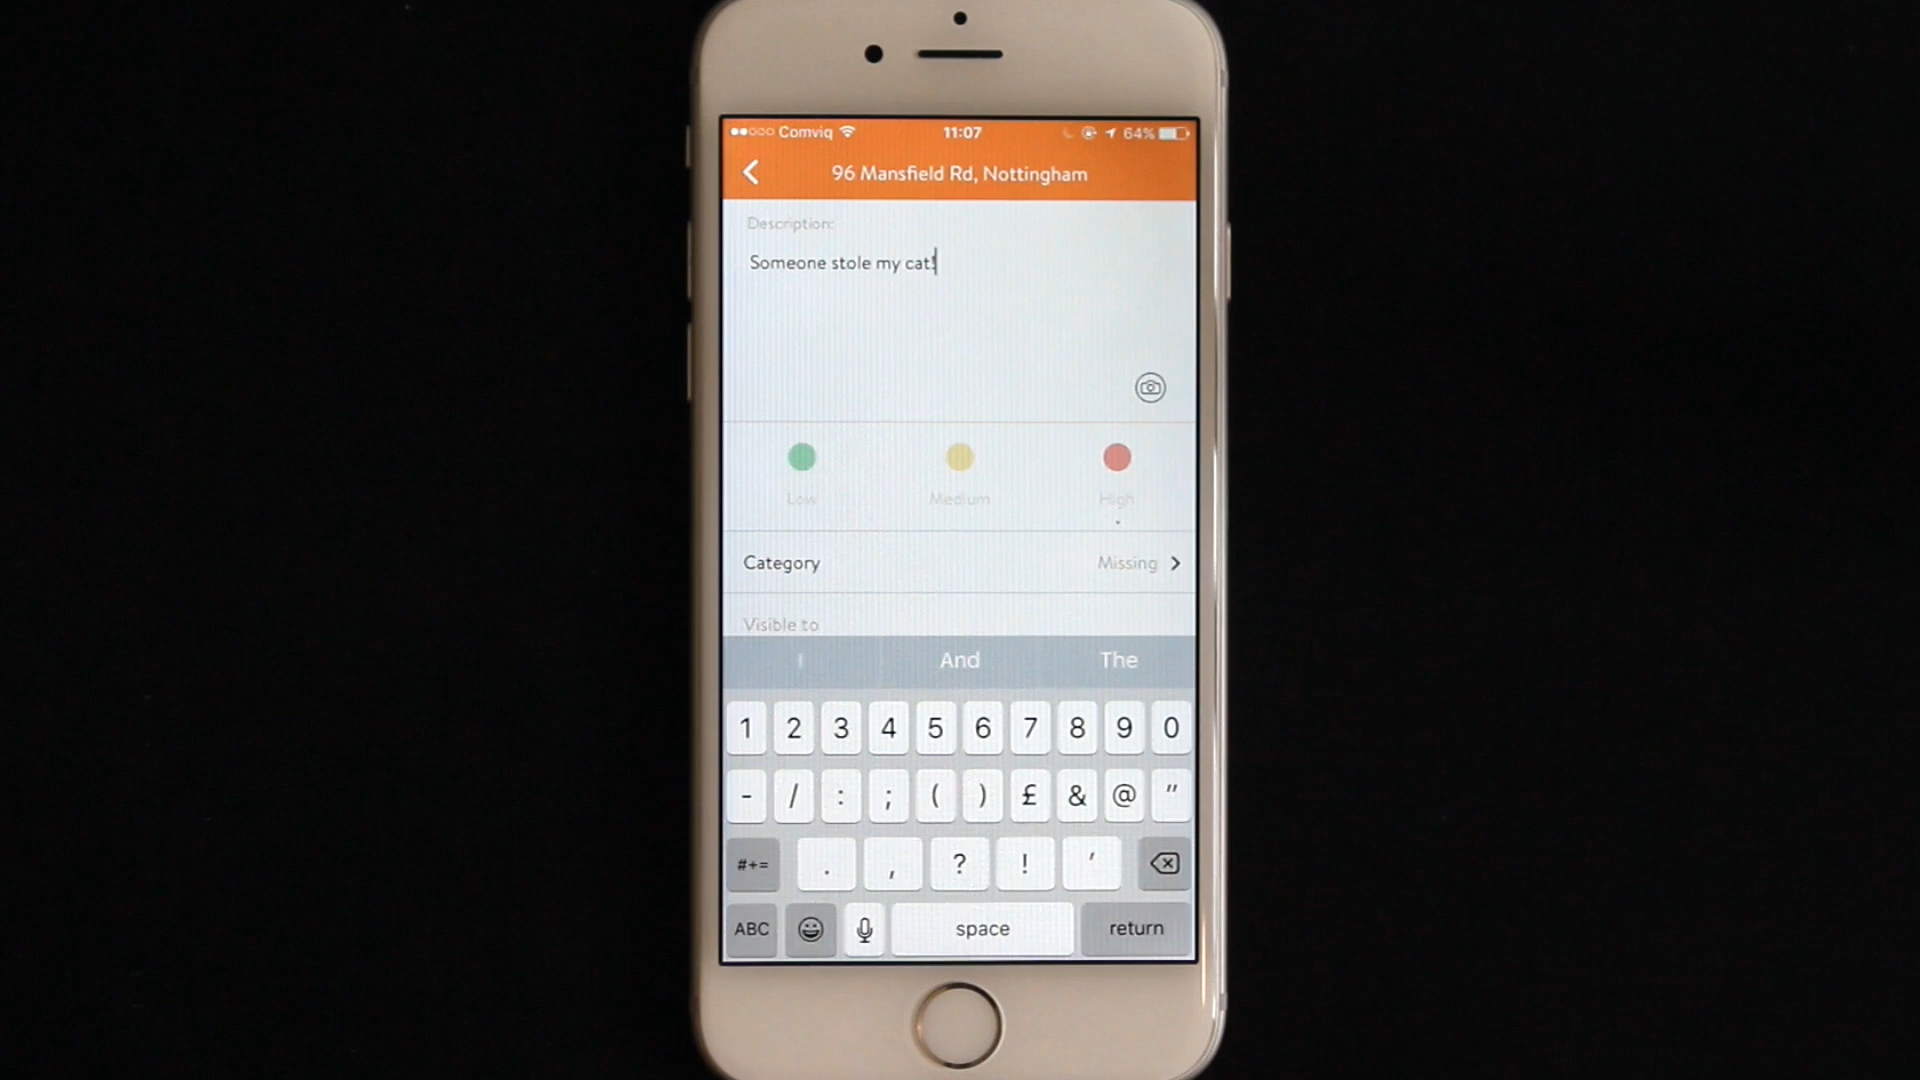 Comviq 11:07 64%
96 Mansfield Rd, Nottingham
Description:
Someone stole my cat!
Low Medium High
Category Missing
Visible to
I And The
1 2 3 4 5 6 7 8 9 0
- / : ; ( ) £ & @ "
#+= . , ? ! '
ABC space return